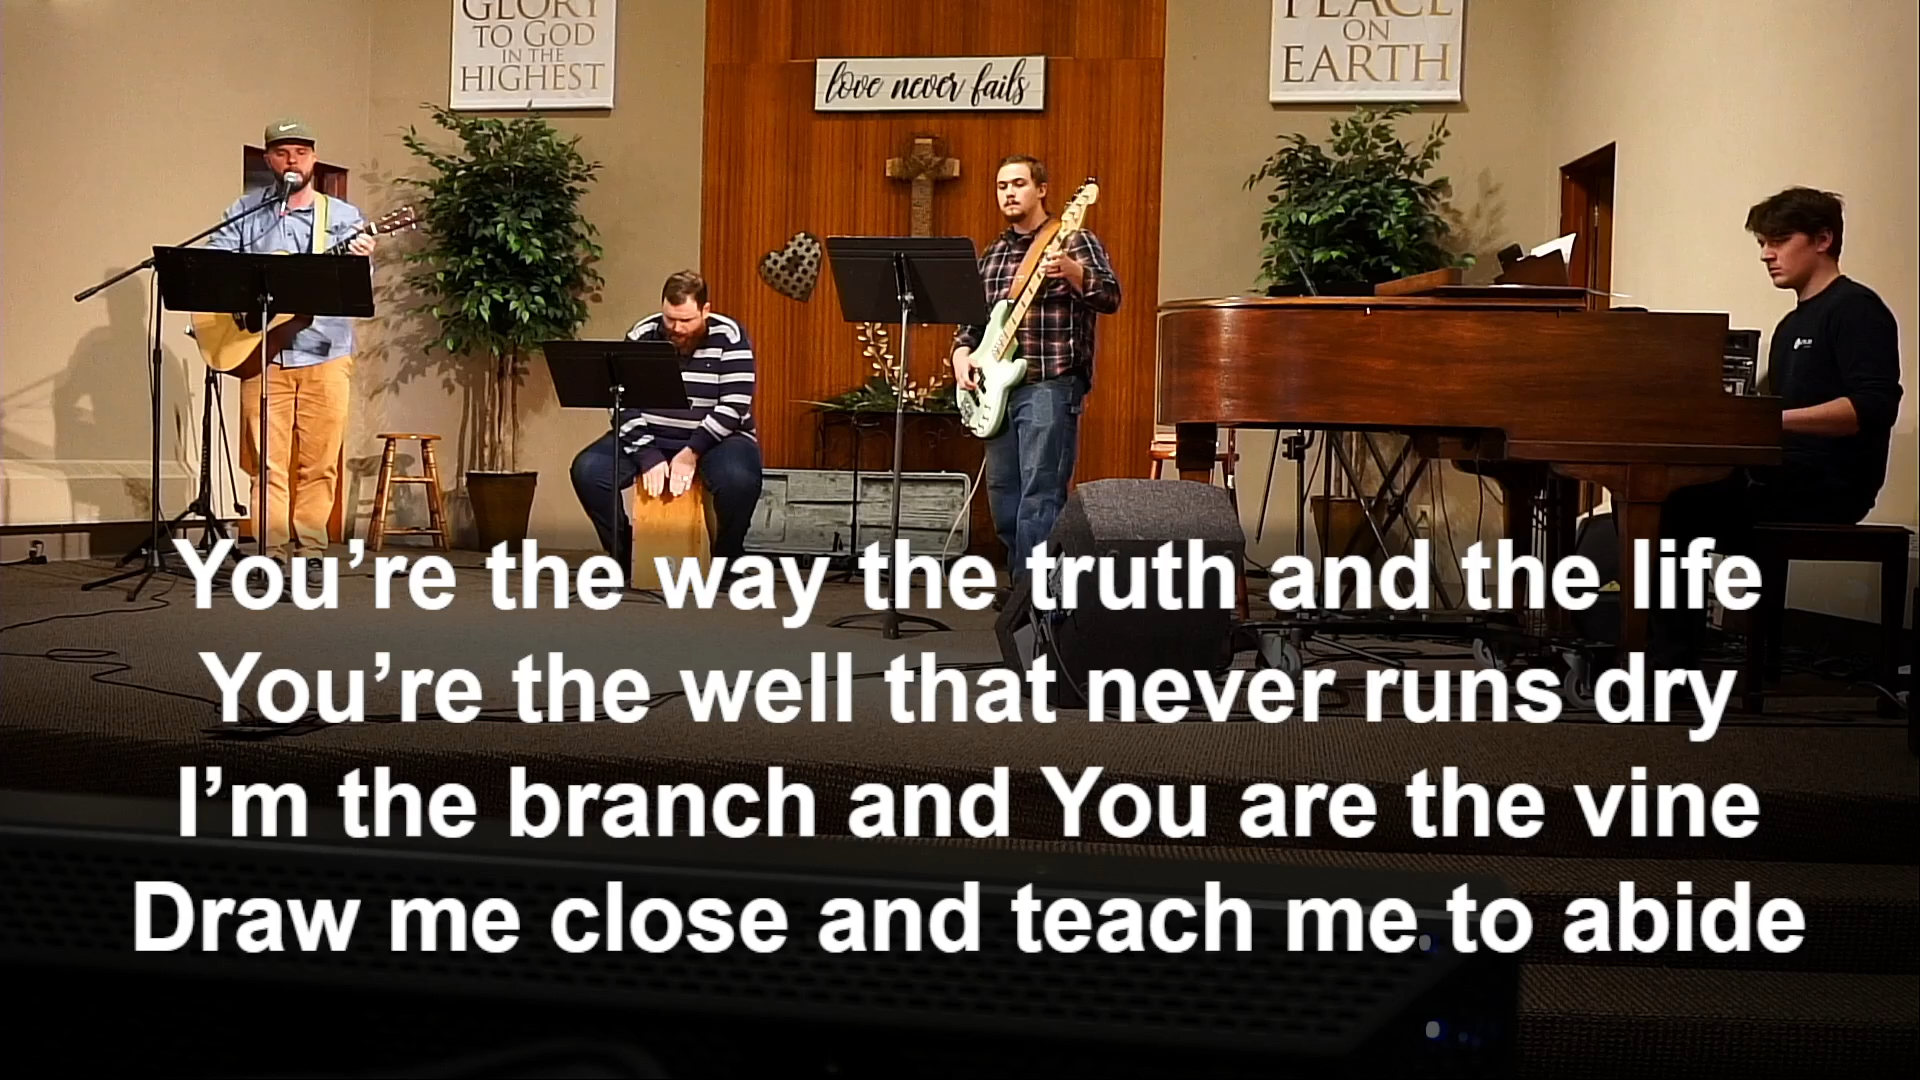 GLORY
TO GOD
IN THE
HIGHEST
love never fails
PEACE
ON
EARTH
You’re the way the truth and the life
You’re the well that never runs dry
I’m the branch and You are the vine
Draw me close and teach me to abide